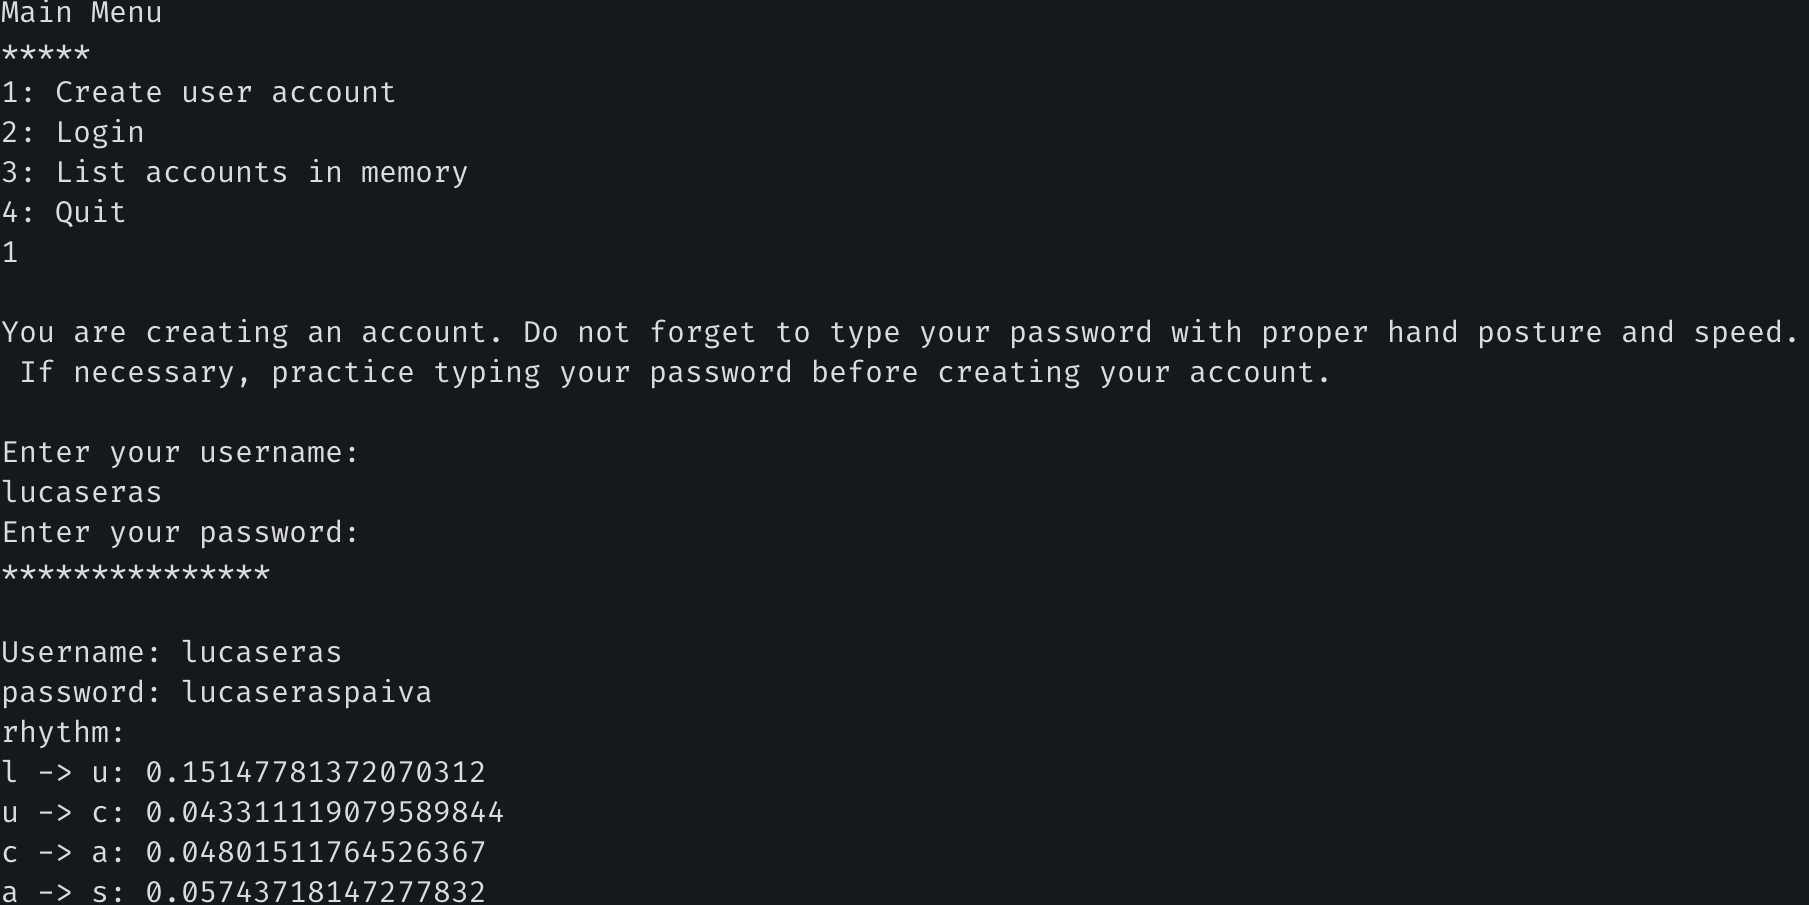 Main Menu
*****
1: Create user account
2: Login
3: List accounts in memory
4: Quit
1
You are creating an account. Do not forget to type your password with proper hand posture and speed.
If necessary, practice typing your password before creating your account.
Enter your username:
lucaseras
Enter your password:
***************
Username: lucaseras
password: lucaseraspaiva
rhythm:
l -> u: 0.15147781372070312
u -> c: 0.043311119079589844
c -> a: 0.04801511764526367
a -> s: 0.05743718147277832